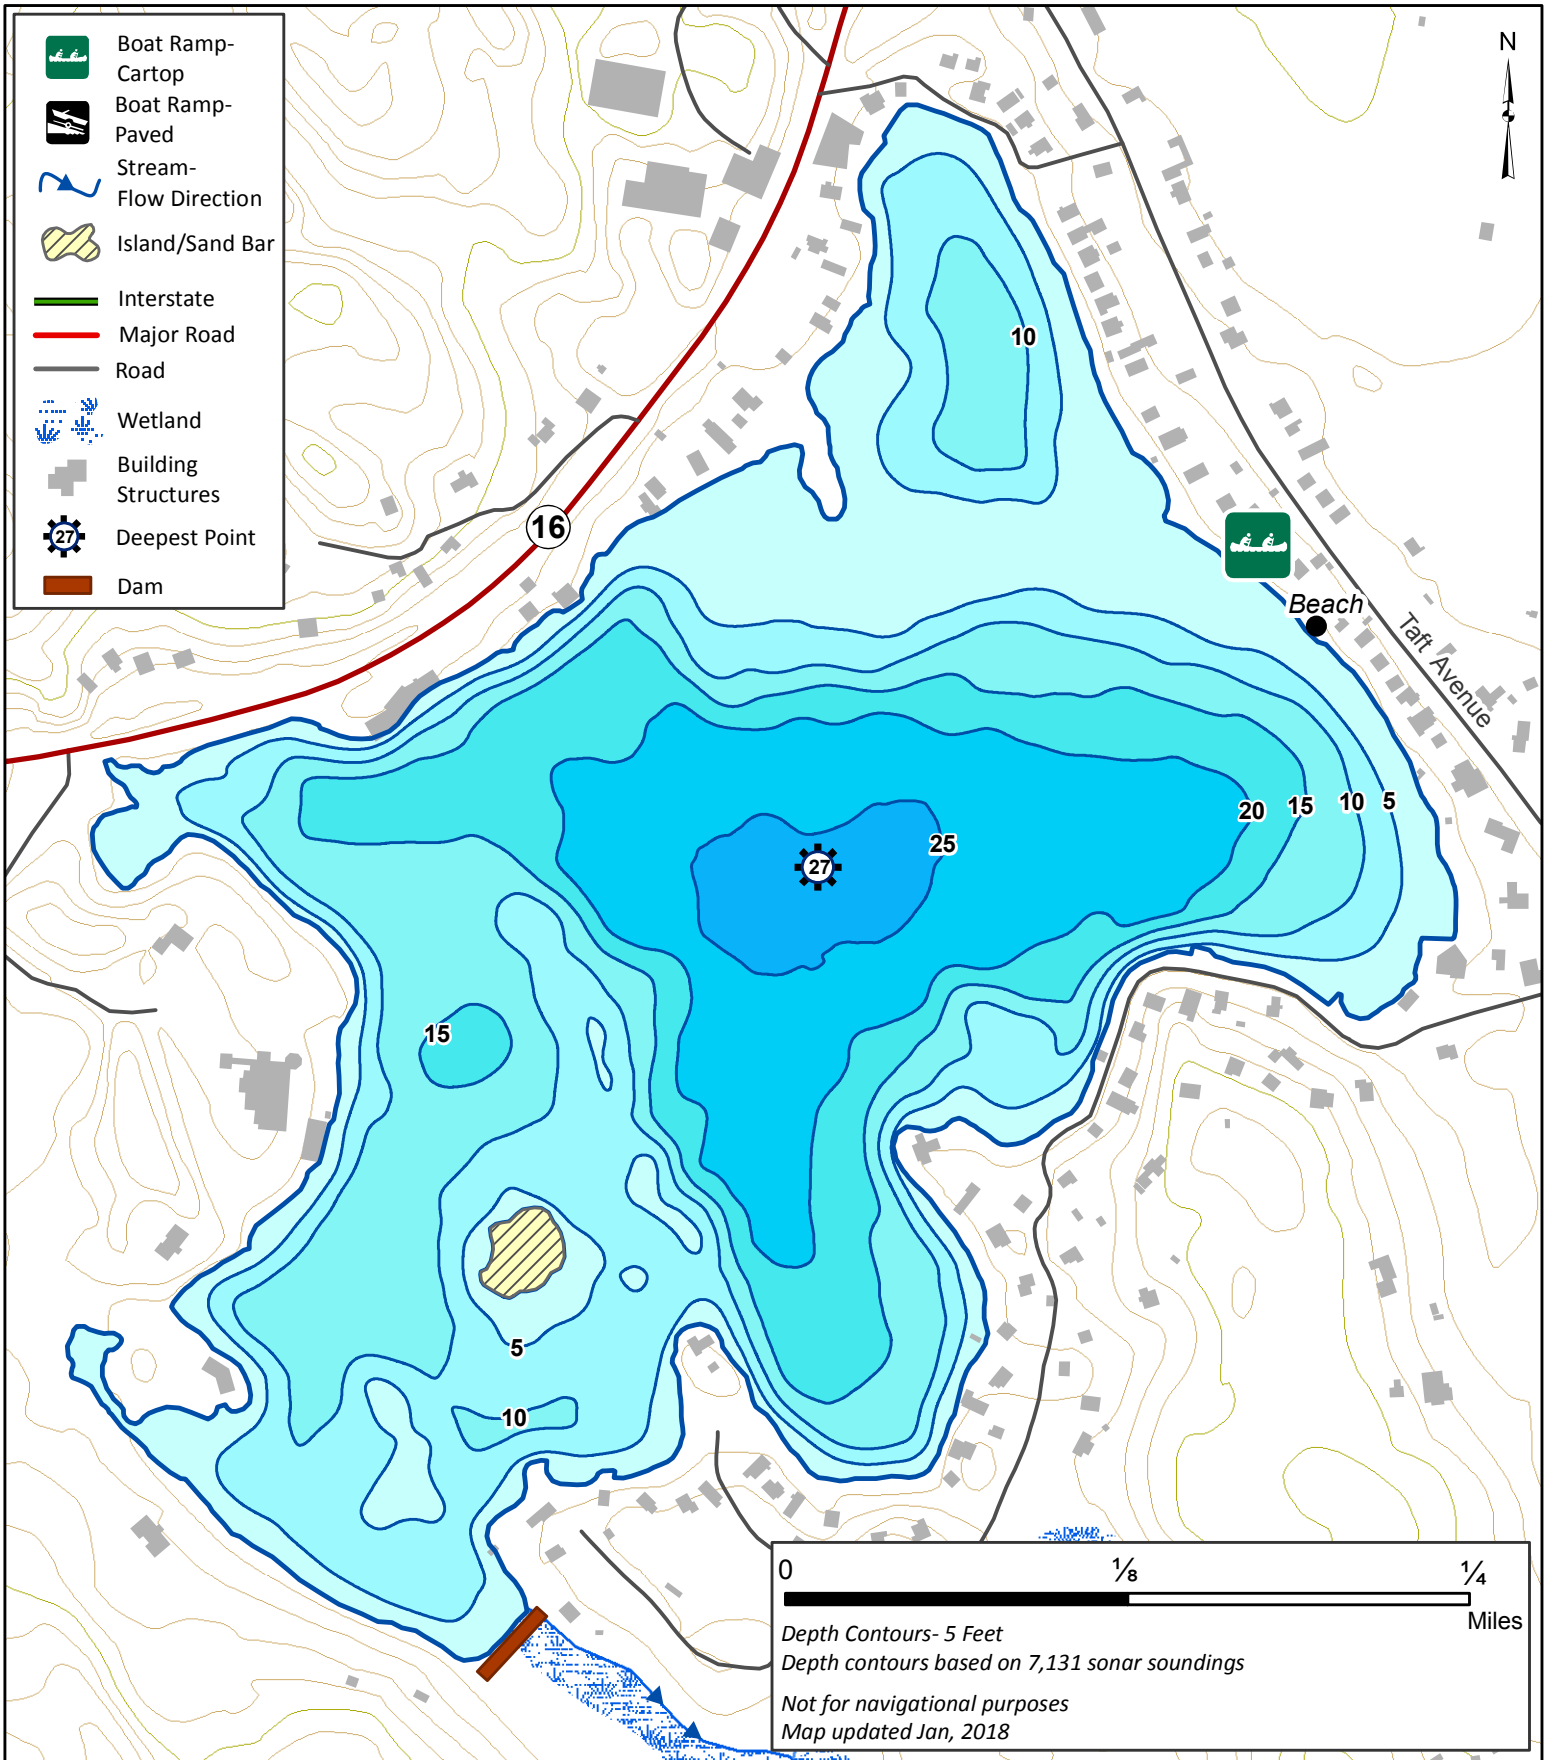 Boat Ramp-
Cartop
Boat Ramp-
Paved
Stream-
Flow Direction
Island/Sand Bar
Interstate
Major Road
Road
Wetland
Building
Structures
27
Deepest Point
Dam
N
10
16
Beach
Taft Avenue
20
15
10
5
25
27
15
5
10
0
⅛
¼
Miles
Depth Contours- 5 Feet
Depth contours based on 7,131 sonar soundings
Not for navigational purposes
Map updated Jan, 2018